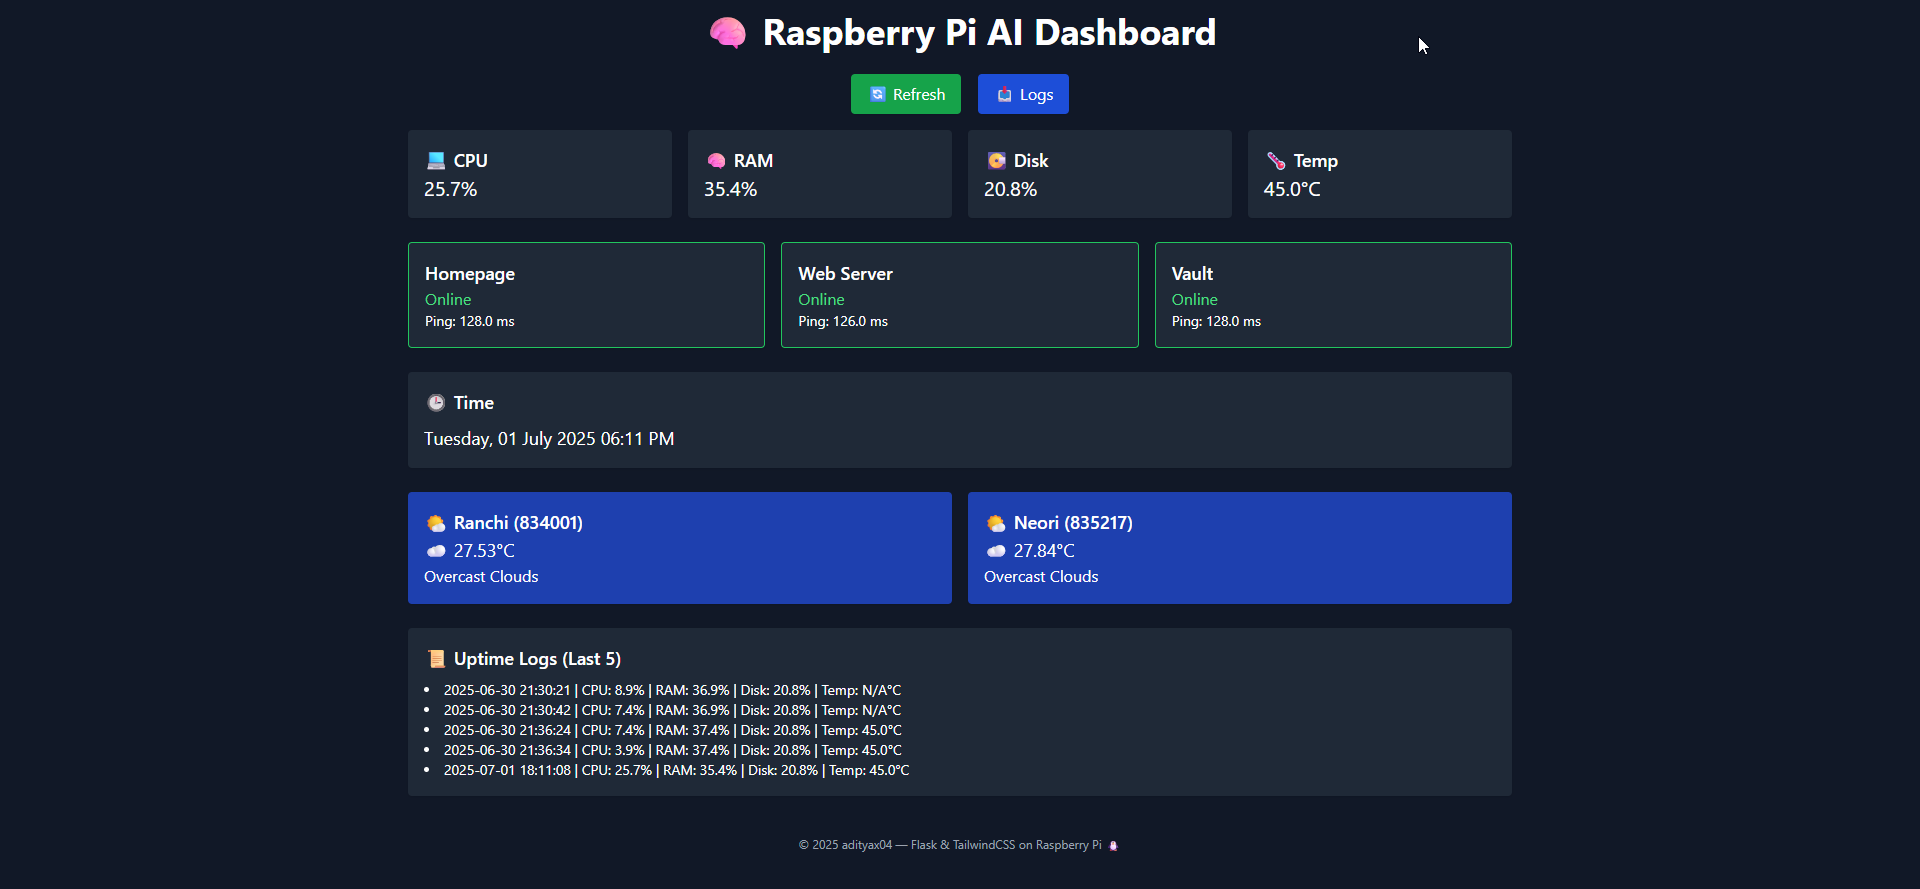 Raspberry Pi AI Dashboard
Refresh
Logs
CPU
25.7%
RAM
35.4%
Disk
20.8%
Temp
45.0°C
Homepage
Online
Ping: 128.0 ms
Web Server
Online
Ping: 126.0 ms
Vault
Online
Ping: 128.0 ms
Time
Tuesday, 01 July 2025 06:11 PM
Ranchi (834001)
27.53°C
Overcast Clouds
Neori (835217)
27.84°C
Overcast Clouds
Uptime Logs (Last 5)
2025-06-30 21:30:21 | CPU: 8.9% | RAM: 36.9% | Disk: 20.8% | Temp: N/A°C
2025-06-30 21:30:42 | CPU: 7.4% | RAM: 36.9% | Disk: 20.8% | Temp: N/A°C
2025-06-30 21:36:24 | CPU: 7.4% | RAM: 37.4% | Disk: 20.8% | Temp: 45.0°C
2025-06-30 21:36:34 | CPU: 3.9% | RAM: 37.4% | Disk: 20.8% | Temp: 45.0°C
2025-07-01 18:11:08 | CPU: 25.7% | RAM: 35.4% | Disk: 20.8% | Temp: 45.0°C
© 2025 adityax04 — Flask & TailwindCSS on Raspberry Pi